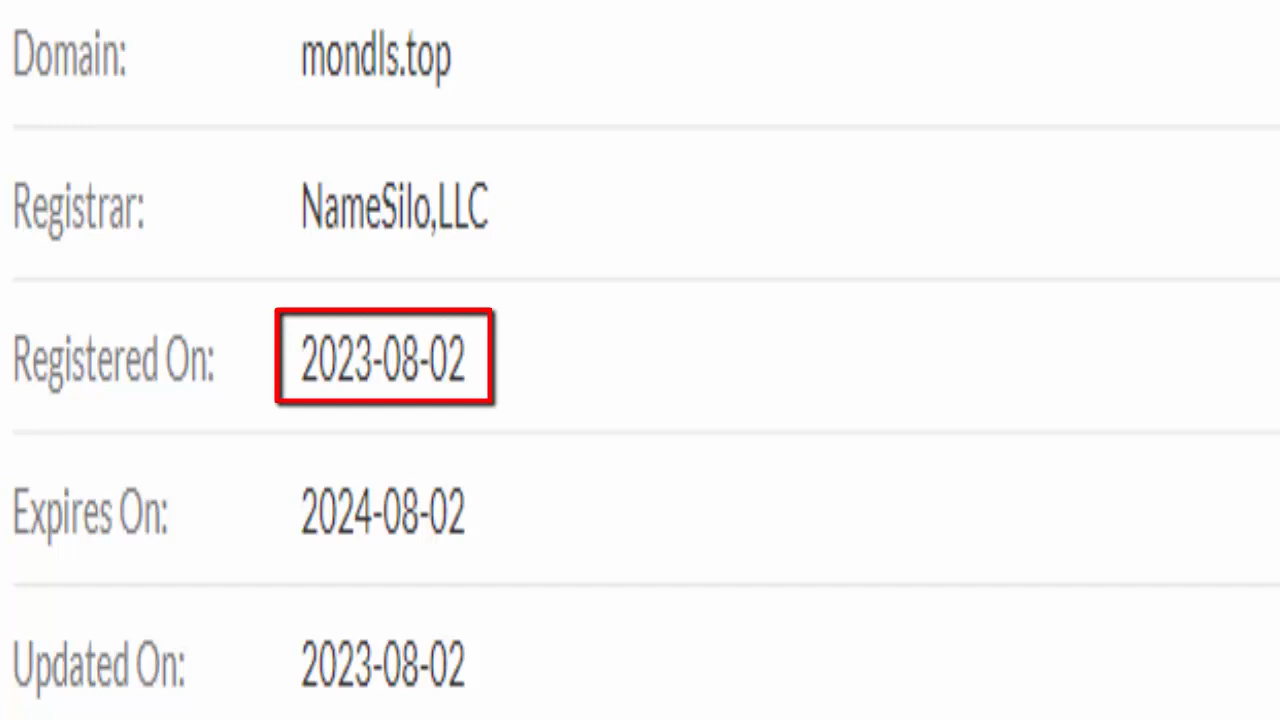 Domain: mondls.top
Registrar: NameSilo,LLC
Registered On: 2023-08-02
Expires On: 2024-08-02
Updated On: 2023-08-02